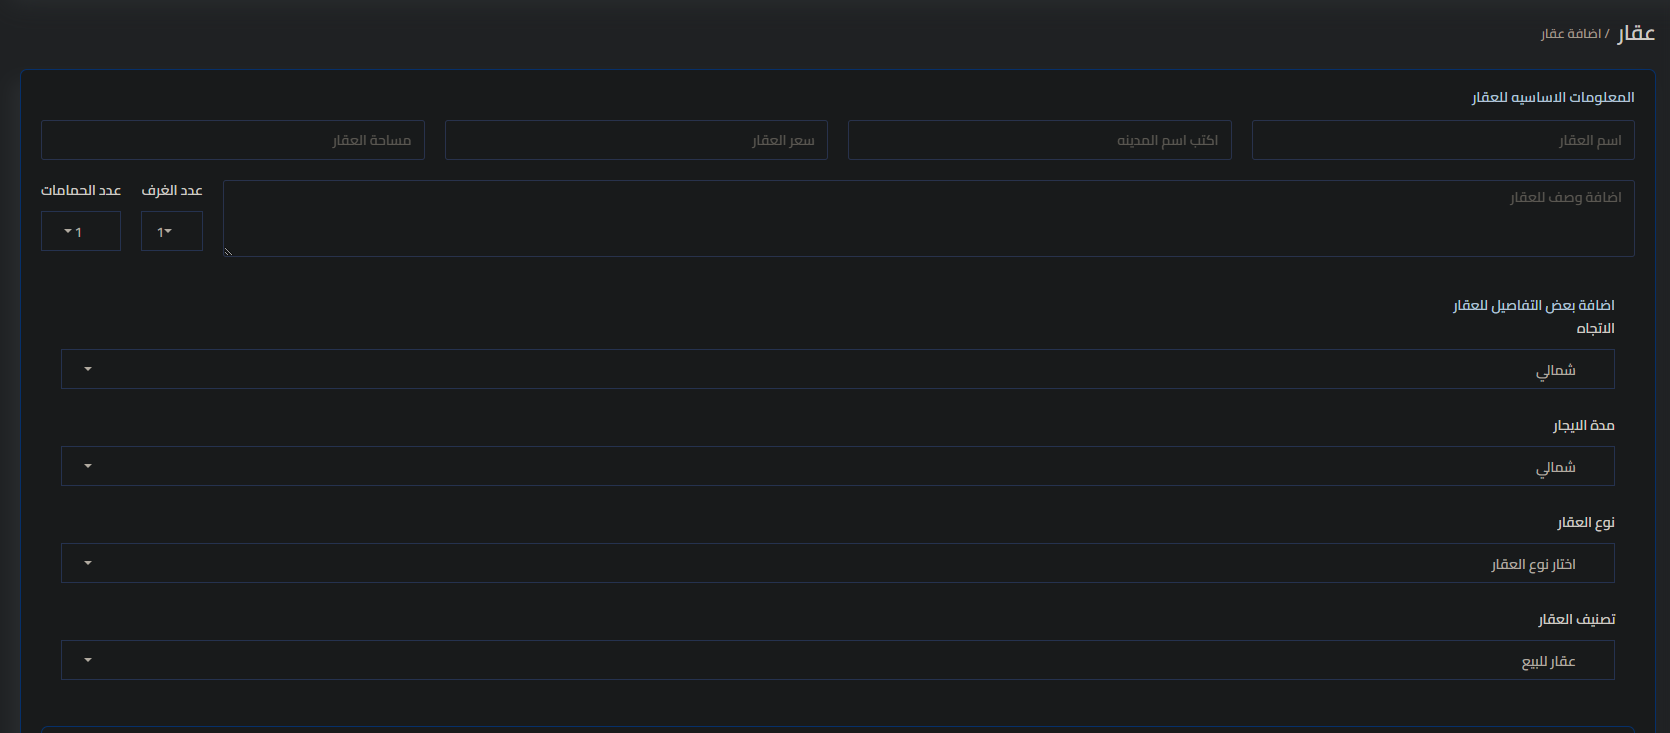 عقار / اضافة عقار
المعلومات الاساسيه للعقار
اسم العقار
اكتب اسم المدينه
سعر العقار
مساحة العقار
اضافة وصف للعقار
عدد الغرف
1
عدد الحمامات
1
اضافة بعض التفاصيل للعقار
الاتجاه
شمالي
مدة الايجار
شمالي
نوع العقار
اختار نوع العقار
تصنيف العقار
عقار للبيع